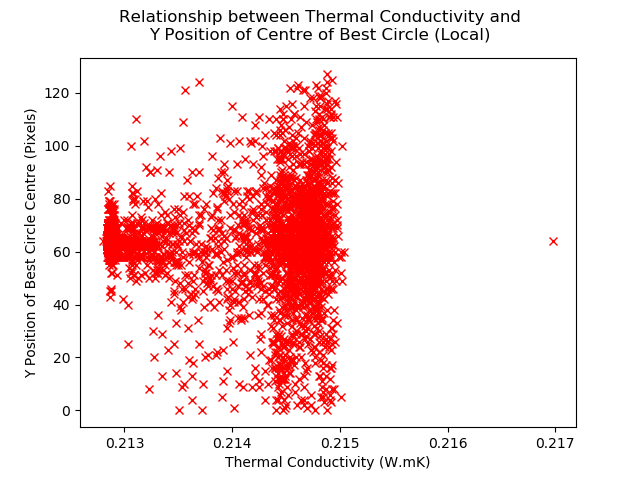 Relationship between Thermal Conductivity and
Y Position of Centre of Best Circle (Local)
Y Position of Best Circle Centre (Pixels)
120
100
80
60
40
20
0
0.213 0.214 0.215 0.216 0.217
Thermal Conductivity (W.mK)